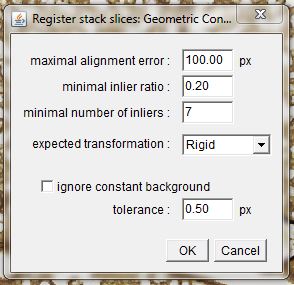 Register stack slices: Geometric Con...
maximal alignment error : 100.00 px
minimal inlier ratio : 0.20
minimal number of inliers : 7
expected transformation : Rigid
ignore constant background
tolerance : 0.50 px
OK Cancel